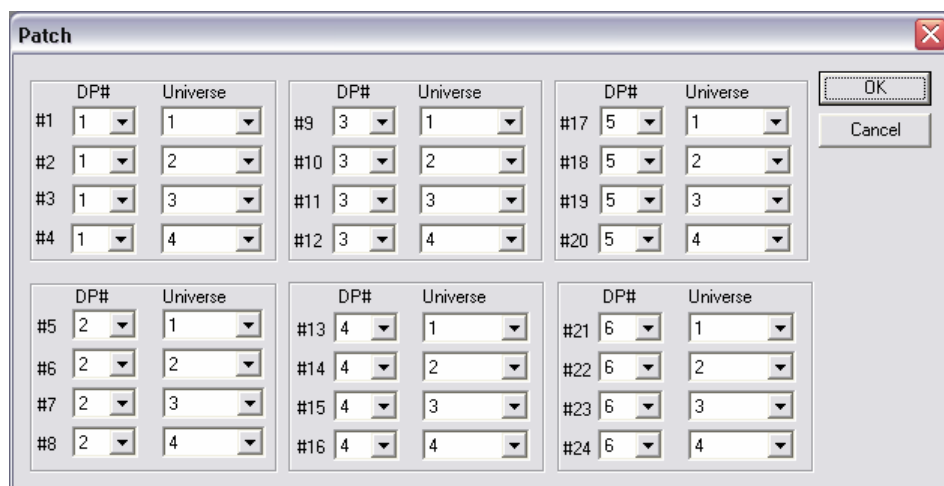 Patch
DP# Universe DP# Universe DP# Universe OK
#1 1 1 #9 3 1 #17 5 1 Cancel
#2 1 2 #10 3 2 #18 5 2
#3 1 3 #11 3 3 #19 5 3
#4 1 4 #12 3 4 #20 5 4
DP# Universe DP# Universe DP# Universe
#5 2 1 #13 4 1 #21 6 1
#6 2 2 #14 4 2 #22 6 2
#7 2 3 #15 4 3 #23 6 3
#8 2 4 #16 4 4 #24 6 4